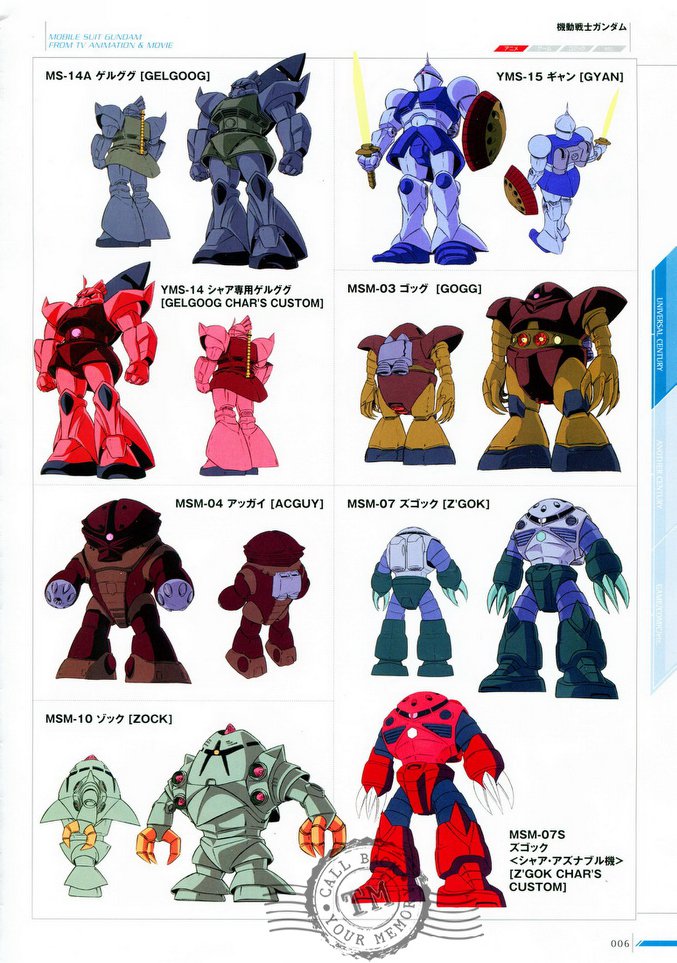 MOBILE SUIT GUNDAM
FROM TV ANIMATION & MOVIE
機動戦士ガンダム
アニメ
MS-14A ゲルググ [GELGOOG]
YMS-15 ギャン [GYAN]
YMS-14 シャア専用ゲルググ
[GELGOOG CHAR'S CUSTOM]
MSM-03 ゴッグ [GOGG]
MSM-04 アッガイ [ACGUY]
MSM-07 ズゴック [Z'GOK]
MSM-10 ゾック [ZOCK]
MSM-07S
ズゴック
<シャア・アズナブル機>
[Z'GOK CHAR'S
CUSTOM]
UNIVERSAL CENTURY
ANOTHER CENTURY
TM
YOUR MEMORY
006